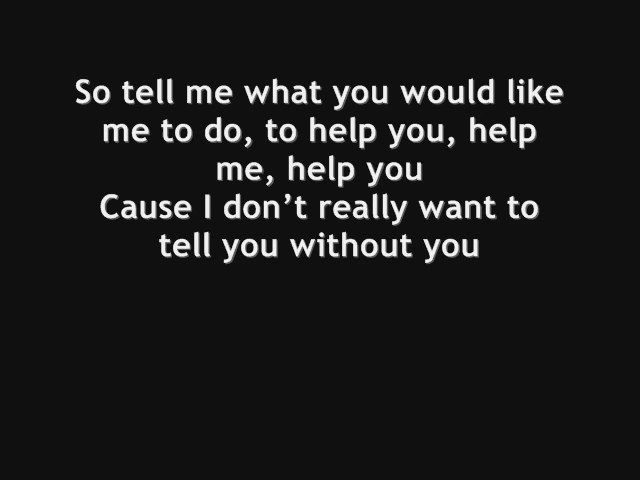 So tell me what you would like
me to do, to help you, help
me, help you
Cause I don’t really want to
tell you without you